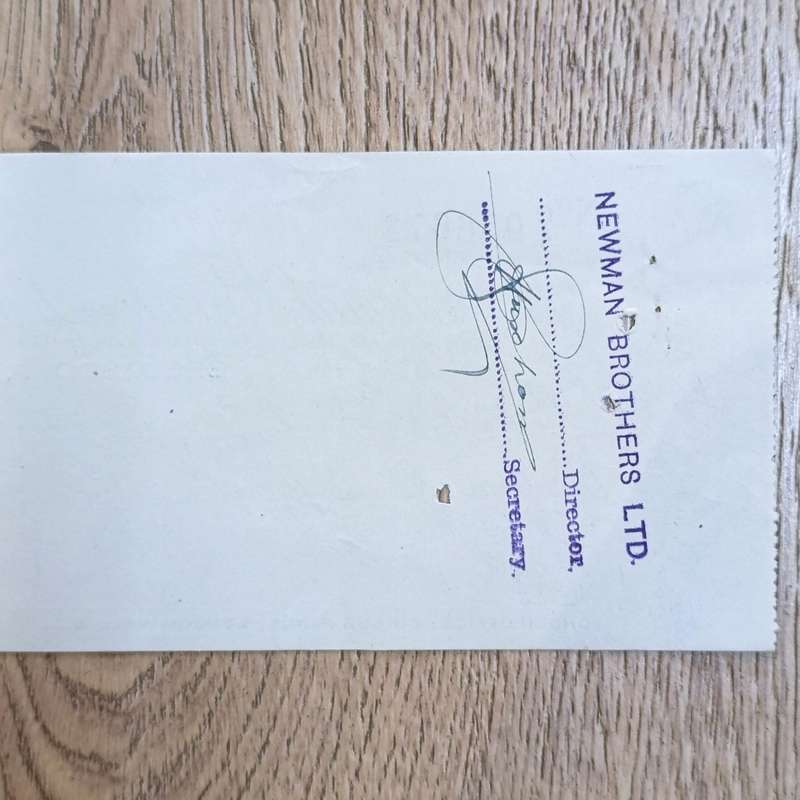 NEWMAN BROTHERS LTD.
....................Director,
....................Secretary.